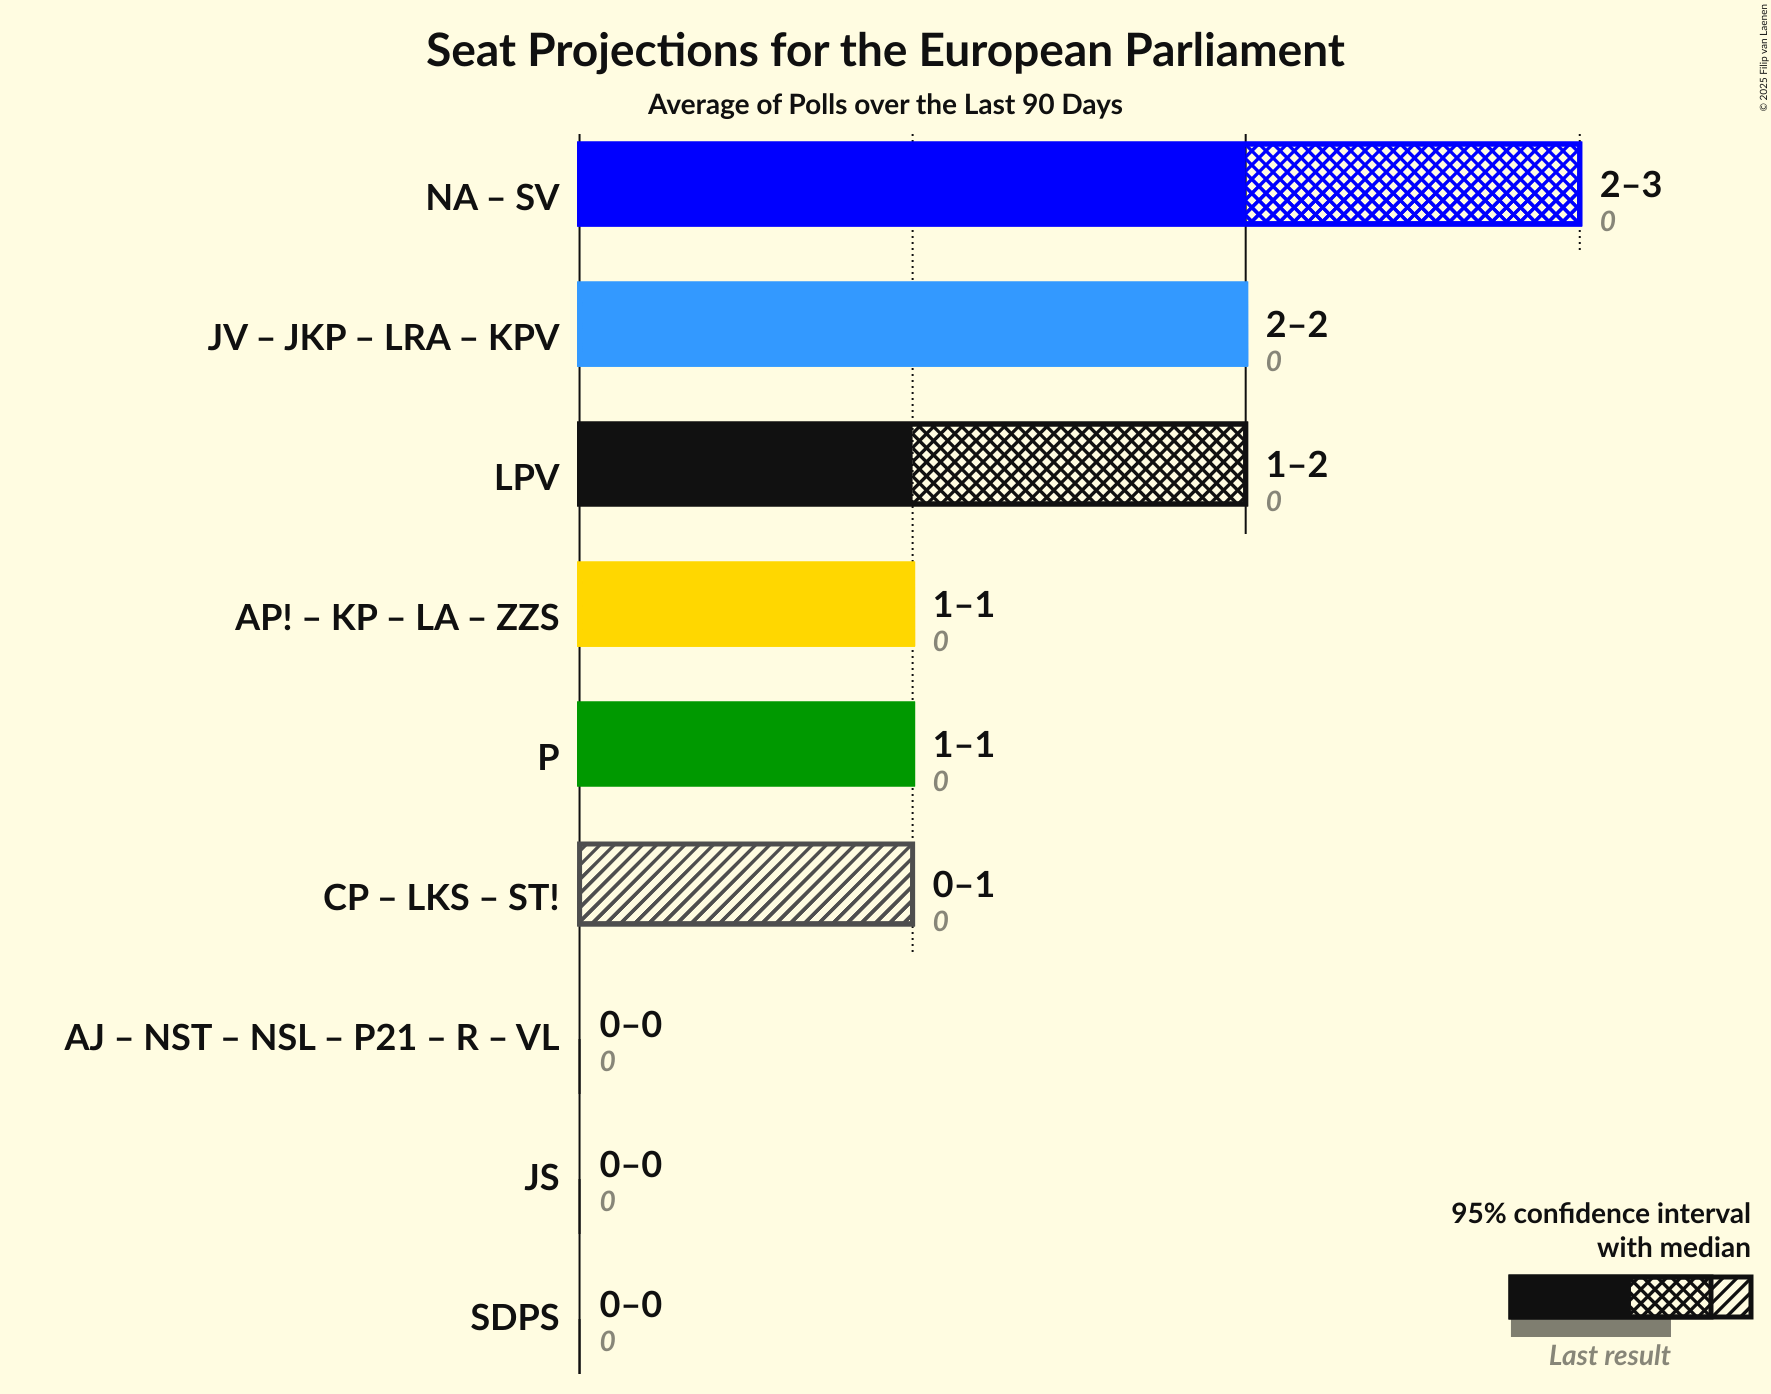 Seat Projections for the European Parliament
Average of Polls over the Last 90 Days
© 2025 Filip van Laenen
NA – SV
2–3
0
JV – JKP – LRA – KPV
2–2
0
LPV
1–2
0
AP! – KP – LA – ZZS
1–1
0
P
1–1
0
CP – LKS – ST!
0–1
0
AJ – NST – NSL – P21 – R – VL
0–0
0
JS
0–0
0
SDPS
0–0
0
95% confidence interval
with median
Last result